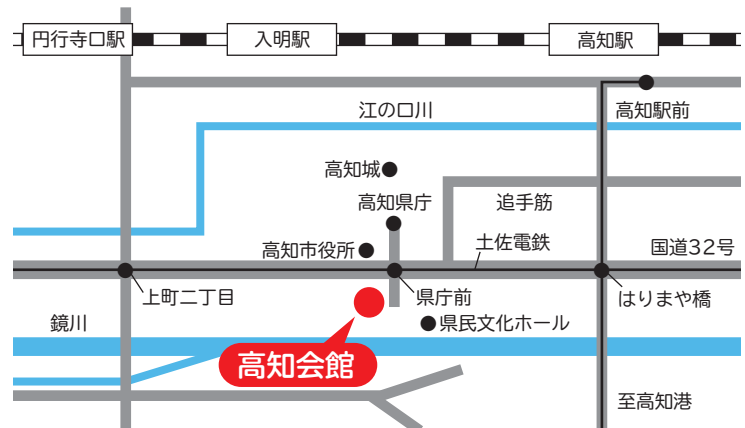 円行寺口駅
入明駅
高知駅
江の口川
高知駅前
高知城
高知県庁
追手筋
高知市役所
土佐電鉄
国道32号
上町二丁目
県庁前
はりまや橋
鏡川
県民文化ホール
高知会館
至高知港